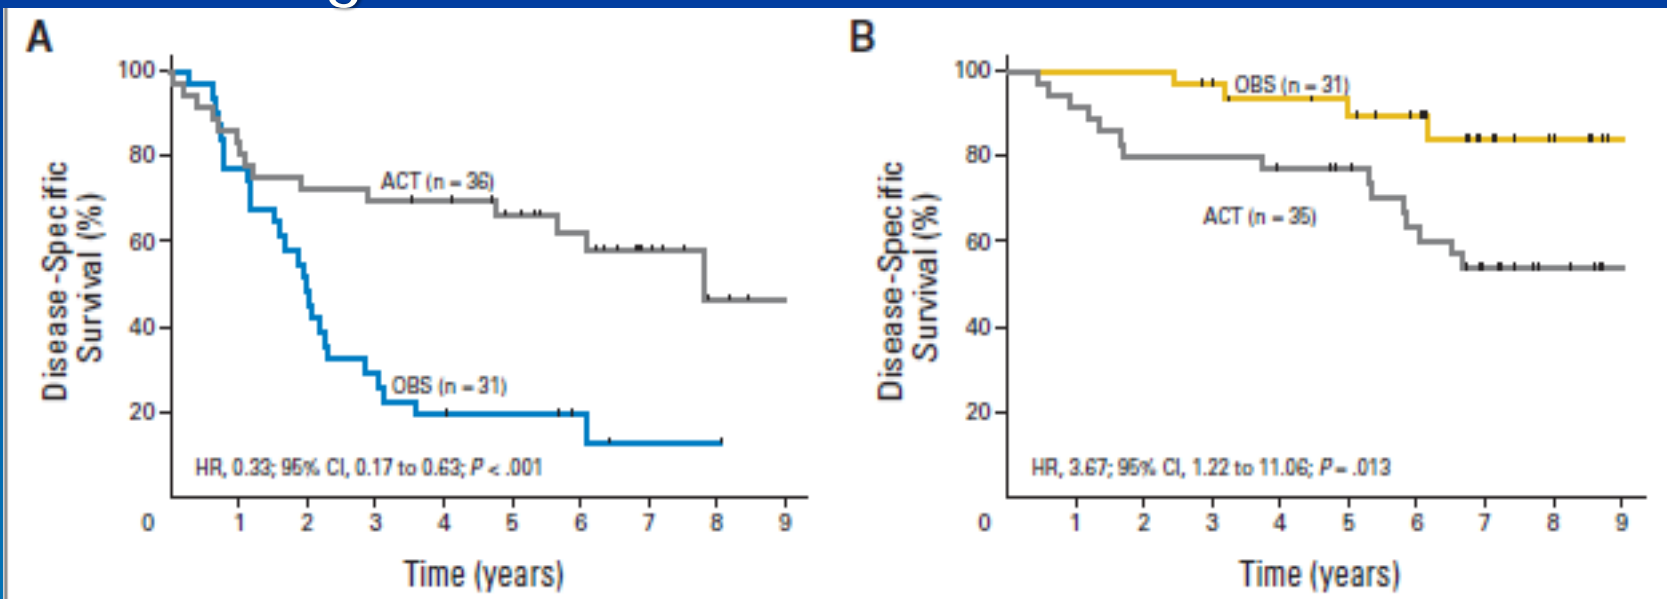 A
100
80
60
40
20
0
1 2 3 4 5 6 7 8 9
Disease-Specific
Survival (%)
Time (years)
ACT (n = 36)
OBS (n = 31)
HR, 0.33; 95% CI, 0.17 to 0.63; P < .001
B
100
80
60
40
20
0
1 2 3 4 5 6 7 8 9
Disease-Specific
Survival (%)
Time (years)
OBS (n = 31)
ACT (n = 35)
HR, 3.67; 95% CI, 1.22 to 11.06; P = .013